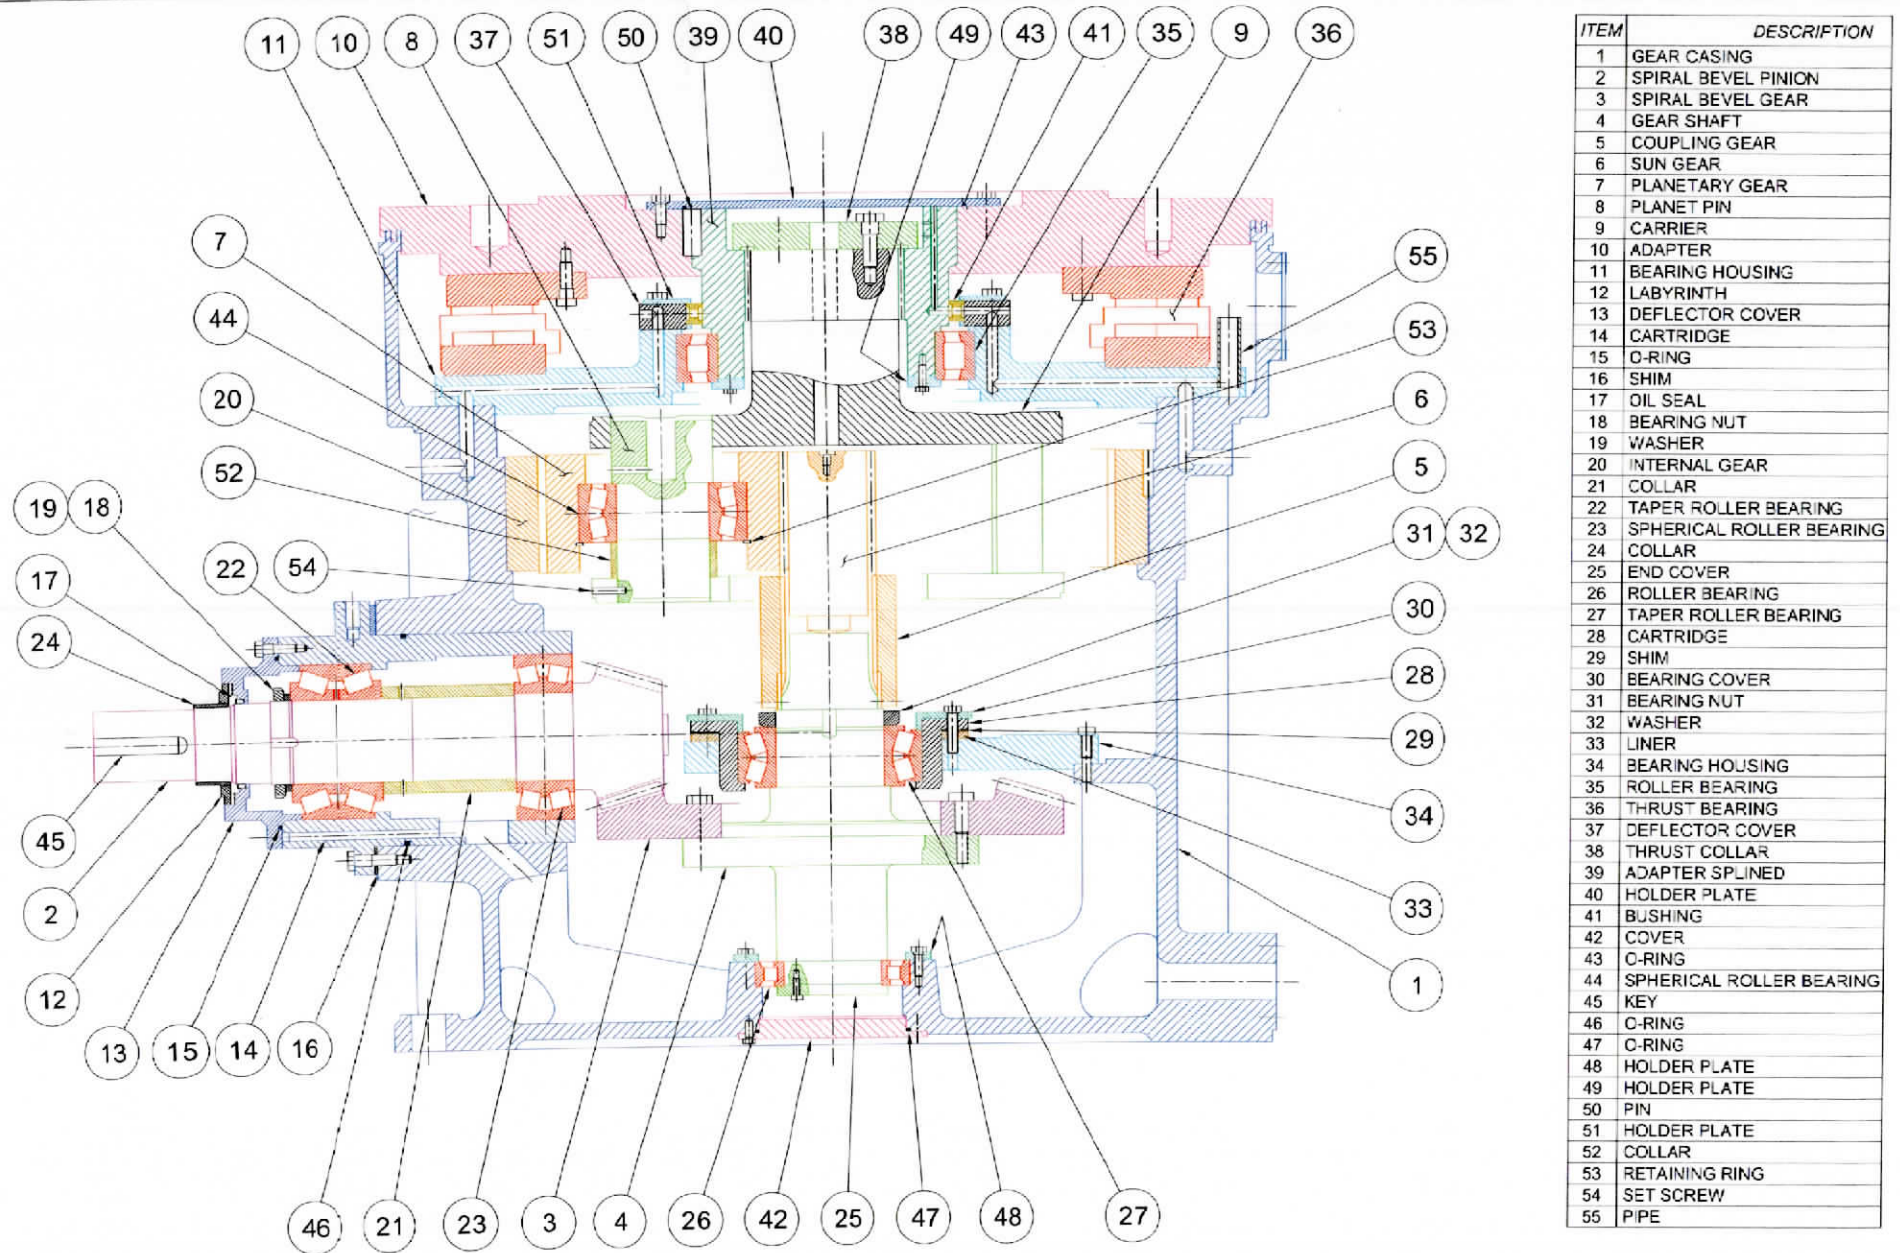 11 10 8 37 51 50 39 40 38 49 43 41 35 9 36
7
55
44
53
20
6
52
5
19 18
31 32
17
22
54
30
24
28
29
45
34
2
33
12
1
13 15 14 16
46 21 23 3 4 26 42 25 47 48 27
ITEM DESCRIPTION
1 GEAR CASING
2 SPIRAL BEVEL PINION
3 SPIRAL BEVEL GEAR
4 GEAR SHAFT
5 COUPLING GEAR
6 SUN GEAR
7 PLANETARY GEAR
8 PLANET PIN
9 CARRIER
10 ADAPTER
11 BEARING HOUSING
12 LABYRINTH
13 DEFLECTOR COVER
14 CARTRIDGE
15 O-RING
16 SHIM
17 OIL SEAL
18 BEARING NUT
19 WASHER
20 INTERNAL GEAR
21 COLLAR
22 TAPER ROLLER BEARING
23 SPHERICAL ROLLER BEARING
24 COLLAR
25 END COVER
26 ROLLER BEARING
27 TAPER ROLLER BEARING
28 CARTRIDGE
29 SHIM
30 BEARING COVER
31 BEARING NUT
32 WASHER
33 LINER
34 BEARING HOUSING
35 ROLLER BEARING
36 THRUST BEARING
37 DEFLECTOR COVER
38 THRUST COLLAR
39 ADAPTER SPLINED
40 HOLDER PLATE
41 BUSHING
42 COVER
43 O-RING
44 SPHERICAL ROLLER BEARING
45 KEY
46 O-RING
47 O-RING
48 HOLDER PLATE
49 HOLDER PLATE
50 PIN
51 HOLDER PLATE
52 COLLAR
53 RETAINING RING
54 SET SCREW
55 PIPE